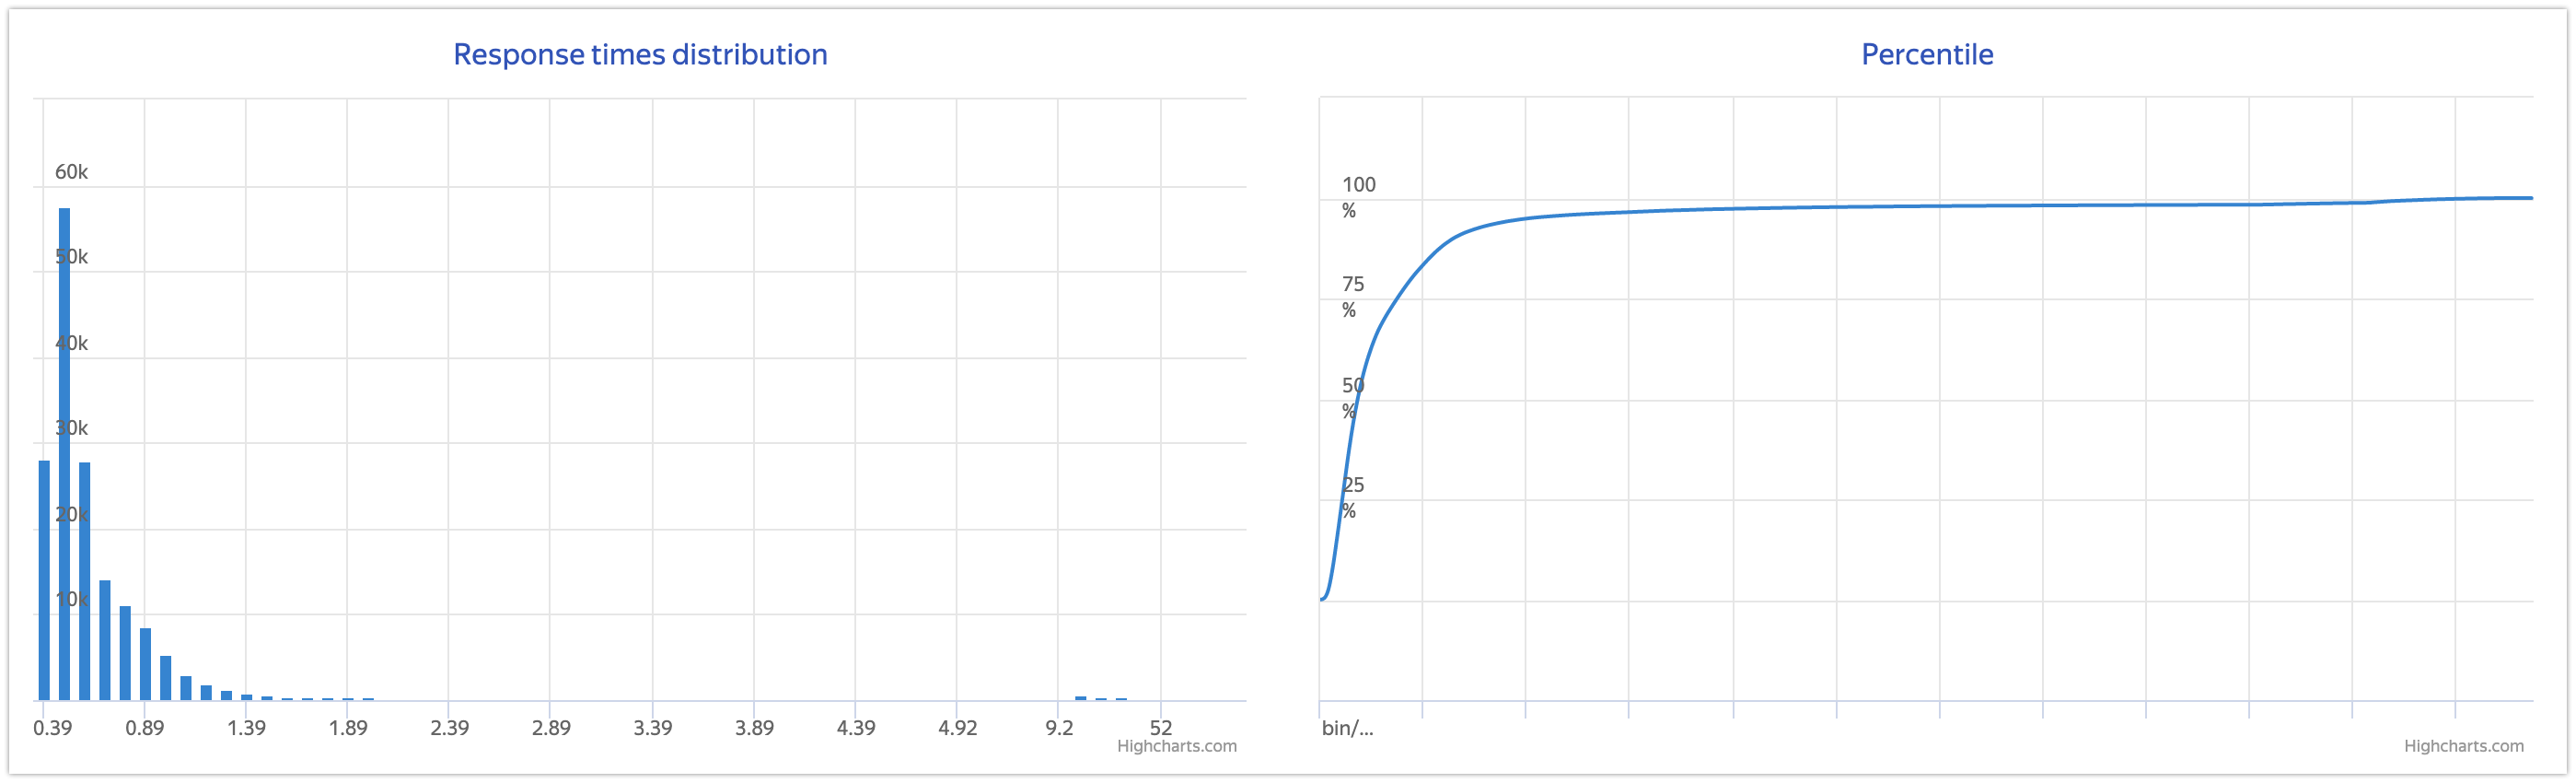 Response times distribution
60k
50k
40k
30k
20k
10k
0.39 0.89 1.39 1.89 2.39 2.89 3.39 3.89 4.39 4.92 9.2 52
Highcharts.com
Percentile
100
%
75
%
50
%
25
%
bin/...
Highcharts.com